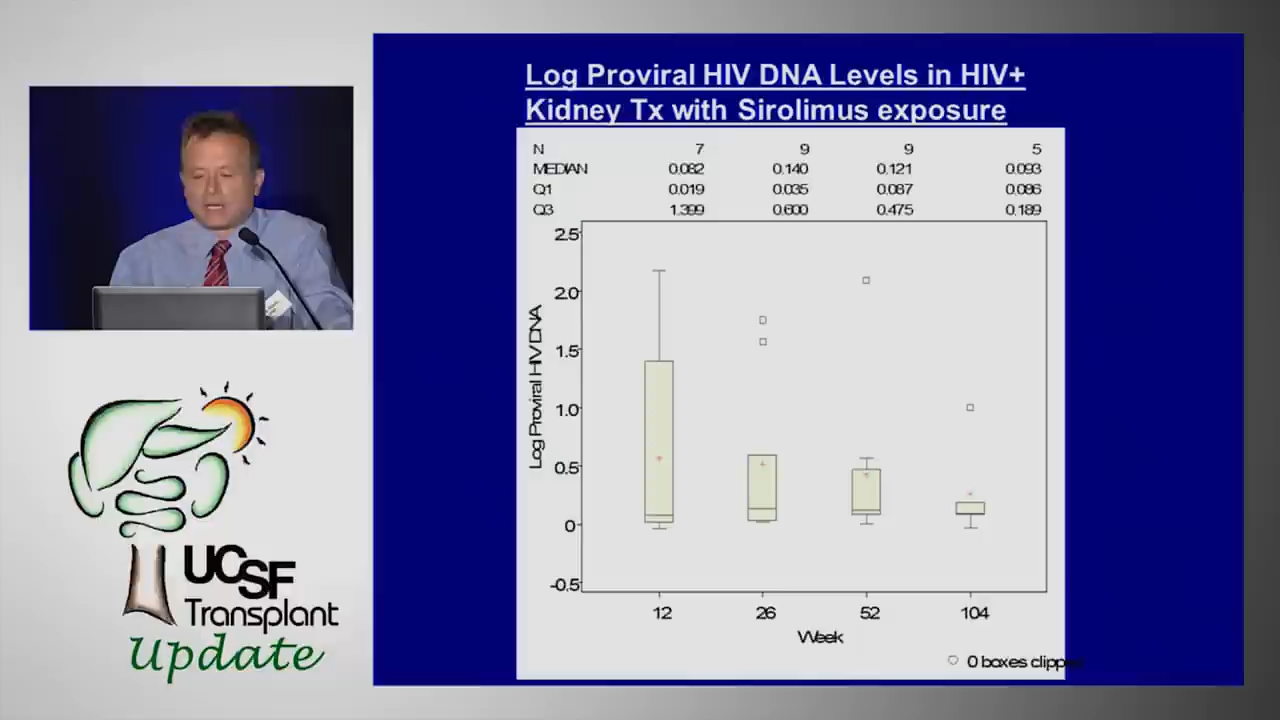 Log Proviral HIV DNA Levels in HIV+
Kidney Tx with Sirolimus exposure
N 7 9 9 5
MEDIAN 0.082 0.140 0.121 0.093
Q1 0.019 0.035 0.087 0.086
Q3 1.399 0.600 0.475 0.189
2.5
2.0
1.5
1.0
0.5
0
-0.5
Log Proviral HIV DNA
12 26 52 104
Week
0 boxes clipped
UCSF
Transplant
Update